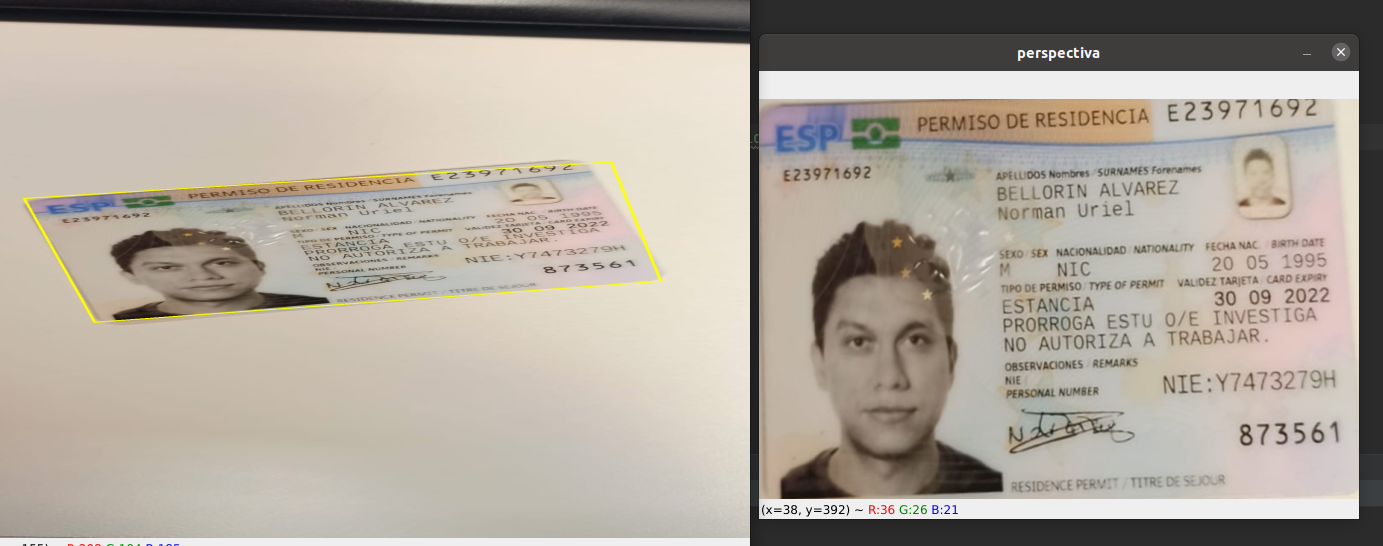 ESP PERMISO DE RESIDENCIA E23971692
E23971692
APELLIDOS Nombres / SURNAMES Forenames
BELLORIN ALVAREZ
Norman Uriel
SEXO / SEX NACIONALIDAD / NATIONALITY FECHA NAC. / BIRTH DATE
M NIC 20 05 1995
TIPO DE PERMISO / TYPE OF PERMIT VALIDEZ TARJETA / CARD EXPIRY
ESTANCIA 30 09 2022
PRORROGA ESTU O/E INVESTIGA
NO AUTORIZA A TRABAJAR.
OBSERVACIONES / REMARKS
NIE
PERSONAL NUMBER NIE:Y7473279H
873561
RESIDENCE PERMIT / TITRE DE SEJOUR
perspectiva
ESP PERMISO DE RESIDENCIA E23971692
E23971692
APELLIDOS Nombres / SURNAMES Forenames
BELLORIN ALVAREZ
Norman Uriel
SEXO / SEX NACIONALIDAD / NATIONALITY FECHA NAC. / BIRTH DATE
M NIC 20 05 1995
TIPO DE PERMISO / TYPE OF PERMIT VALIDEZ TARJETA / CARD EXPIRY
ESTANCIA 30 09 2022
PRORROGA ESTU O/E INVESTIGA
NO AUTORIZA A TRABAJAR.
OBSERVACIONES / REMARKS
NIE
PERSONAL NUMBER NIE:Y7473279H
873561
RESIDENCE PERMIT / TITRE DE SEJOUR
(x=38, y=392) ~ R:36 G:26 B:21